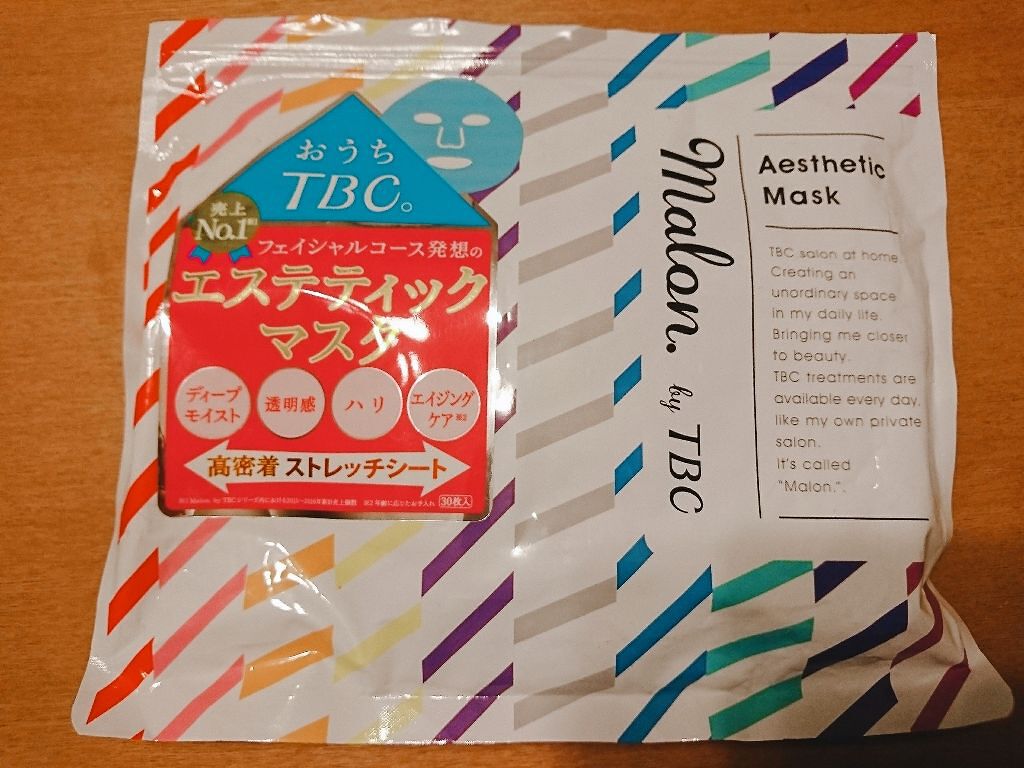 おうち
TBC。
売上
No.1※1
フェイシャルコース発想の
エステティック
マスク
ディープ
モイスト
透明感
ハリ
エイジング
ケア※2
高密着 ストレッチシート
30枚入
Malon. by TBC
Aesthetic
Mask
TBC salon at home.
Creating an
unordinary space
in my daily life.
Bringing me closer
to beauty.
TBC treatments are
available every day,
like my own private
salon.
It's called
"Malon.".